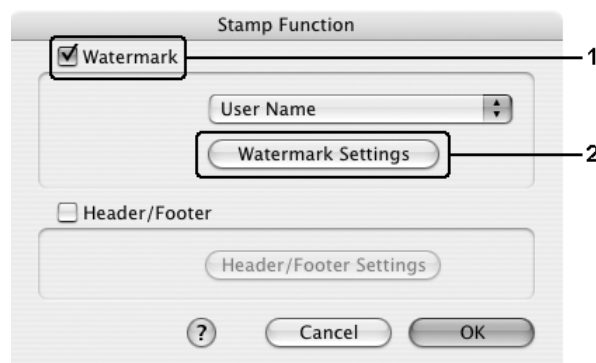 Stamp Function
Watermark
1
User Name
Watermark Settings
2
Header/Footer
Header/Footer Settings
?
Cancel
OK